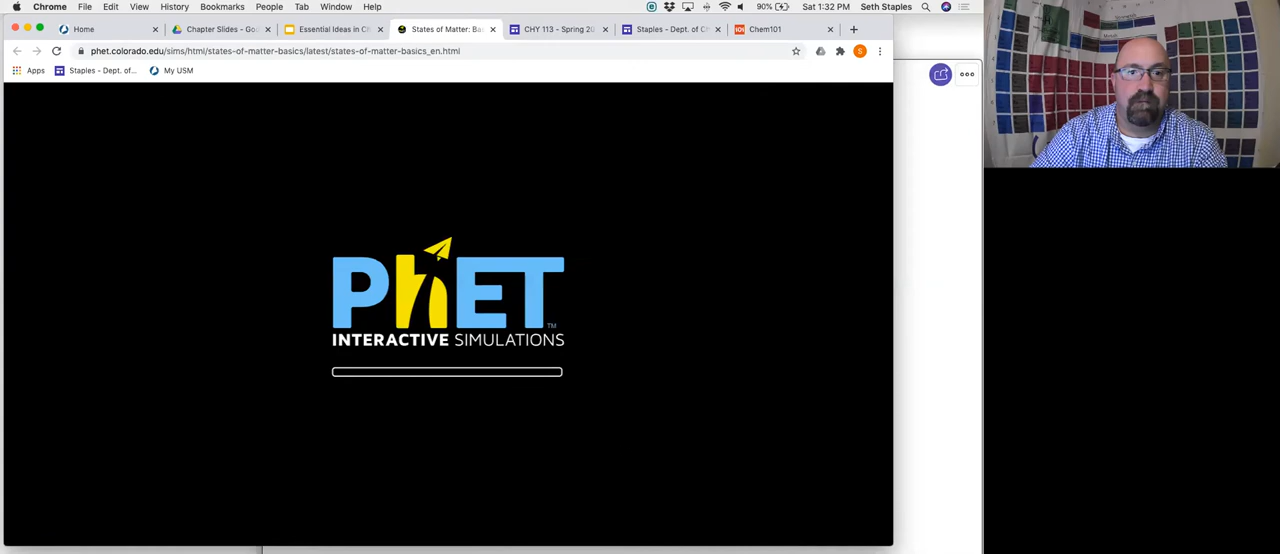 Chrome File Edit View History Bookmarks People Tab Window Help 90% Sat 1:32 PM Seth Staples
Home Chapter Slides - Go Essential Ideas in C States of Matter: Ba CHY 113 - Spring 20 Staples - Dept. of Ch Chem101
phet.colorado.edu/sims/html/states-of-matter-basics/latest/states-of-matter-basics_en.html S
Apps Staples - Dept. of... My USM
PhET TM
INTERACTIVE SIMULATIONS